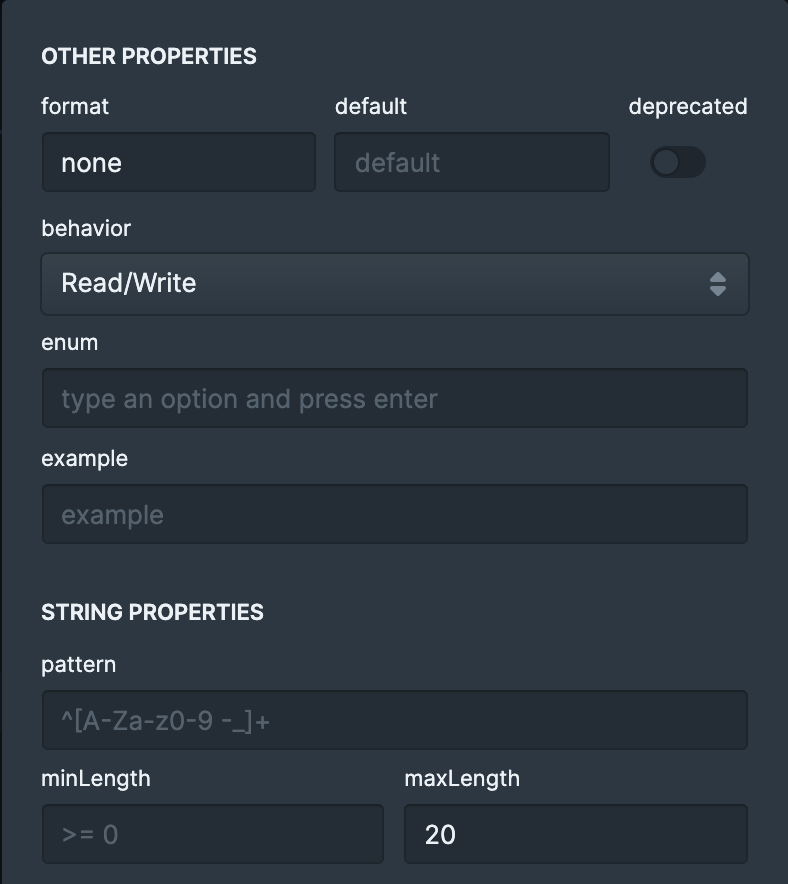 OTHER PROPERTIES
format default deprecated
none default
behavior
Read/Write
enum
type an option and press enter
example
example
STRING PROPERTIES
pattern
^[A-Za-z0-9 -_]+
minLength maxLength
>= 0 20